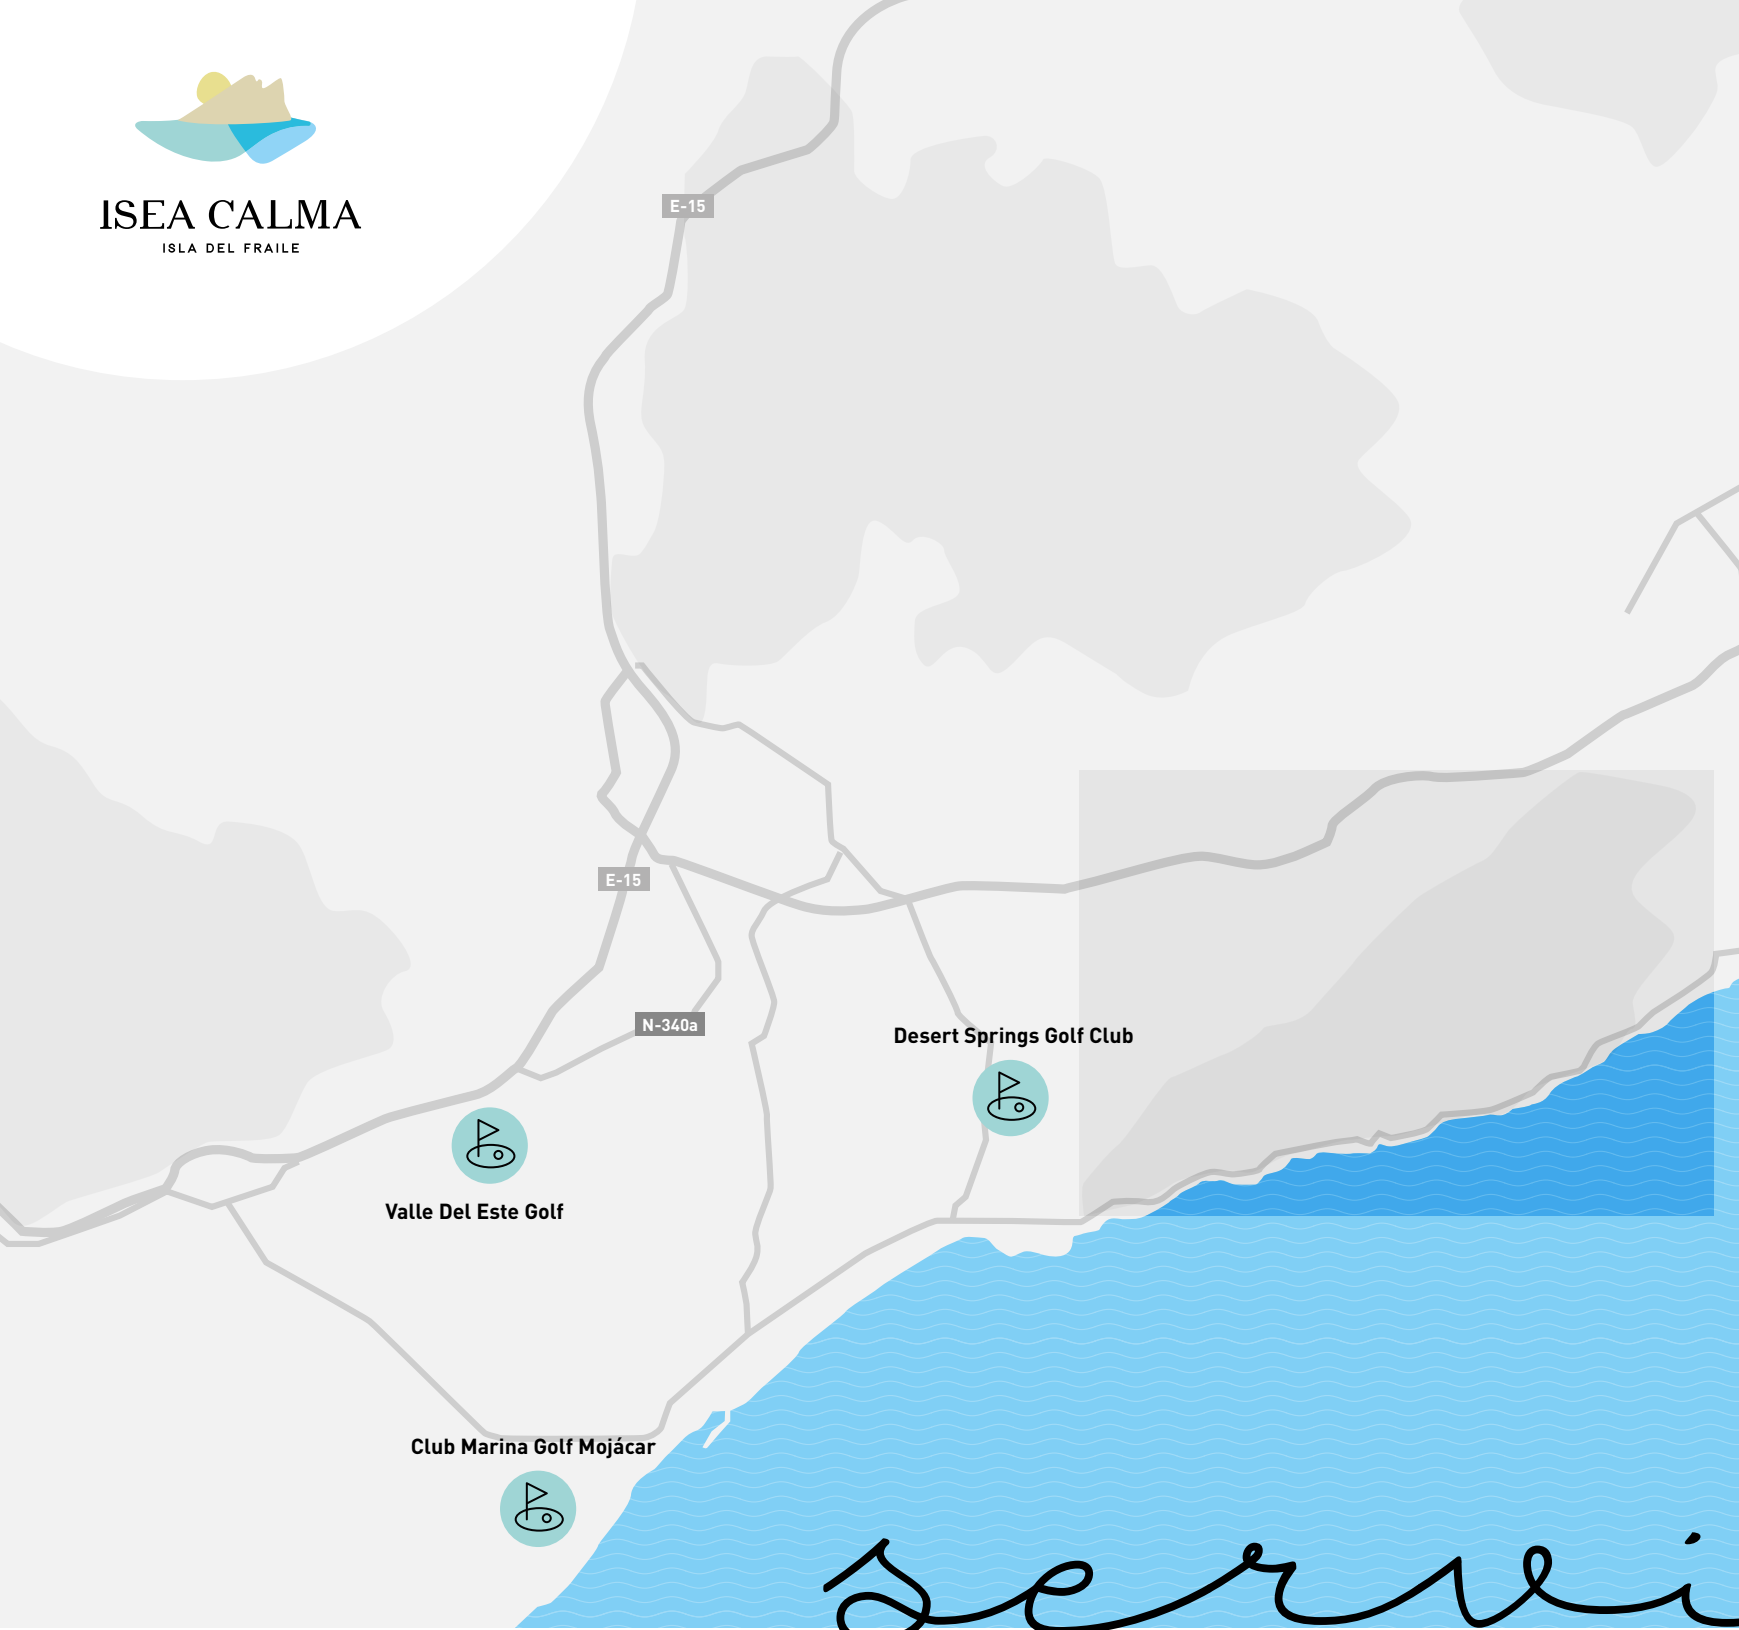 ISEA CALMA
ISLA DEL FRAILE
E-15
E-15
N-340a
Desert Springs Golf Club
Valle Del Este Golf
Club Marina Golf Mojácar
servi